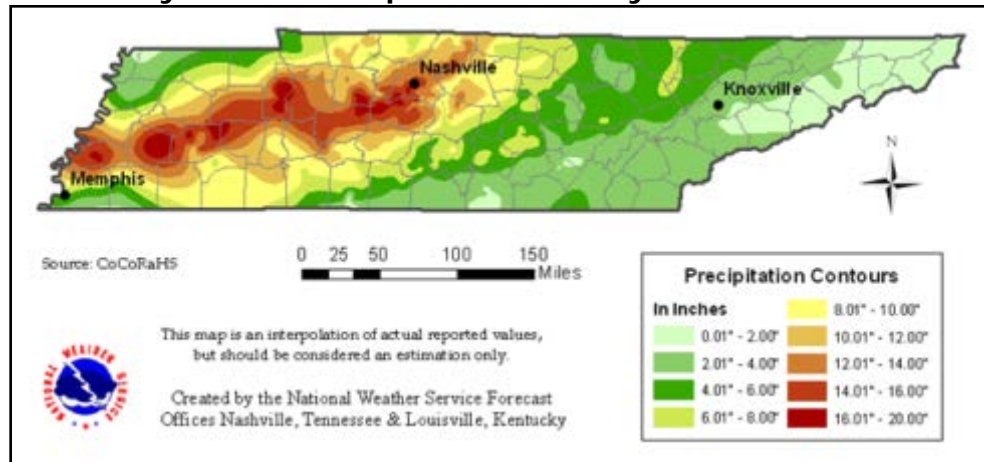 Nashville
Knoxville
Memphis
N
Source: CoCoRaHS
0 25 50 100 150
Miles
This map is an interpolation of actual reported values,
but should be considered an estimation only.
Created by the National Weather Service Forecast
Offices Nashville, Tennessee & Louisville, Kentucky
NATIONAL WEATHER SERVICE
Precipitation Contours
In Inches
0.01" - 2.00"
2.01" - 4.00"
4.01" - 6.00"
6.01" - 8.00"
8.01" - 10.00"
10.01" - 12.00"
12.01" - 14.00"
14.01" - 16.00"
16.01" - 20.00"